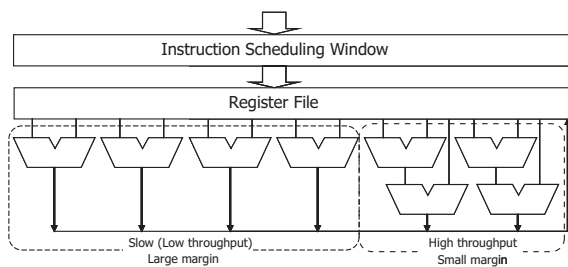 Instruction Scheduling Window
Register File
Slow (Low throughput)
Large margin
High throughput
Small margin